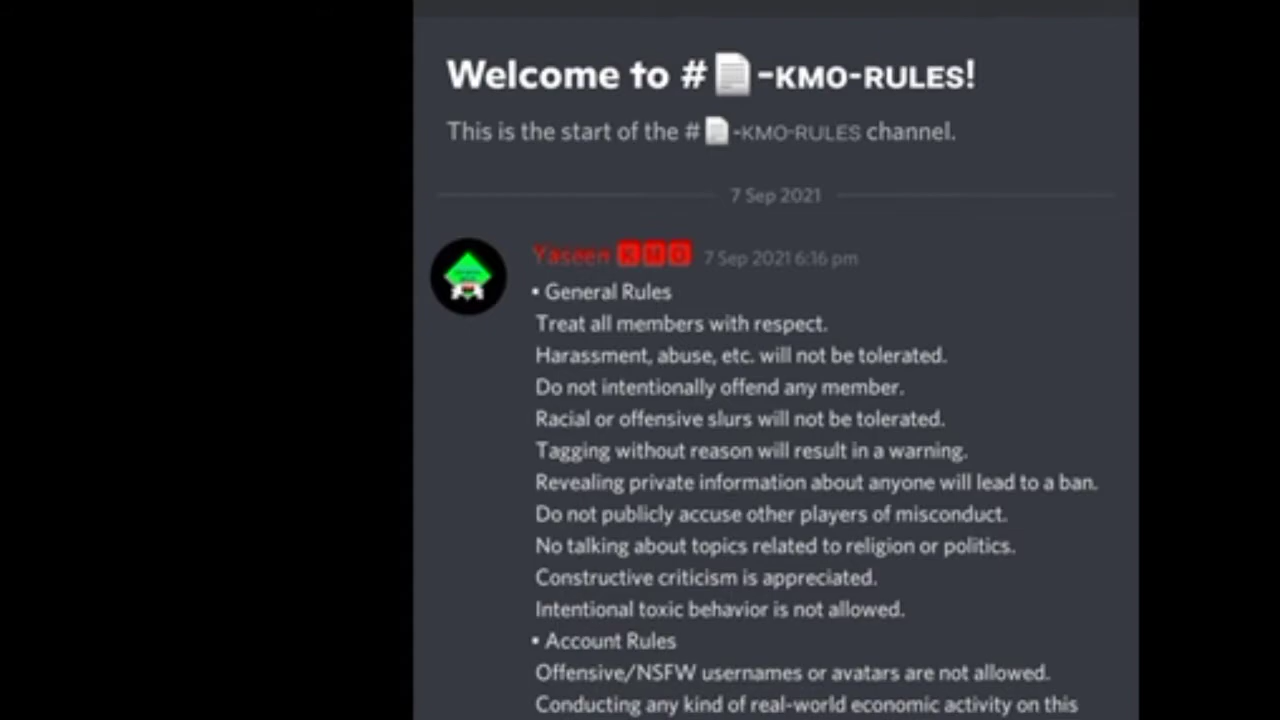 Welcome to #📄-ᴋᴍᴏ-ʀᴜʟᴇꜱ!
This is the start of the #📄-ᴋᴍᴏ-ʀᴜʟᴇꜱ channel.
7 Sep 2021
Yaseen 🅺🅼🅾 7 Sep 2021 6:16 pm
• General Rules
Treat all members with respect.
Harassment, abuse, etc. will not be tolerated.
Do not intentionally offend any member.
Racial or offensive slurs will not be tolerated.
Tagging without reason will result in a warning.
Revealing private information about anyone will lead to a ban.
Do not publicly accuse other players of misconduct.
No talking about topics related to religion or politics.
Constructive criticism is appreciated.
Intentional toxic behavior is not allowed.
• Account Rules
Offensive/NSFW usernames or avatars are not allowed.
Conducting any kind of real-world economic activity on this